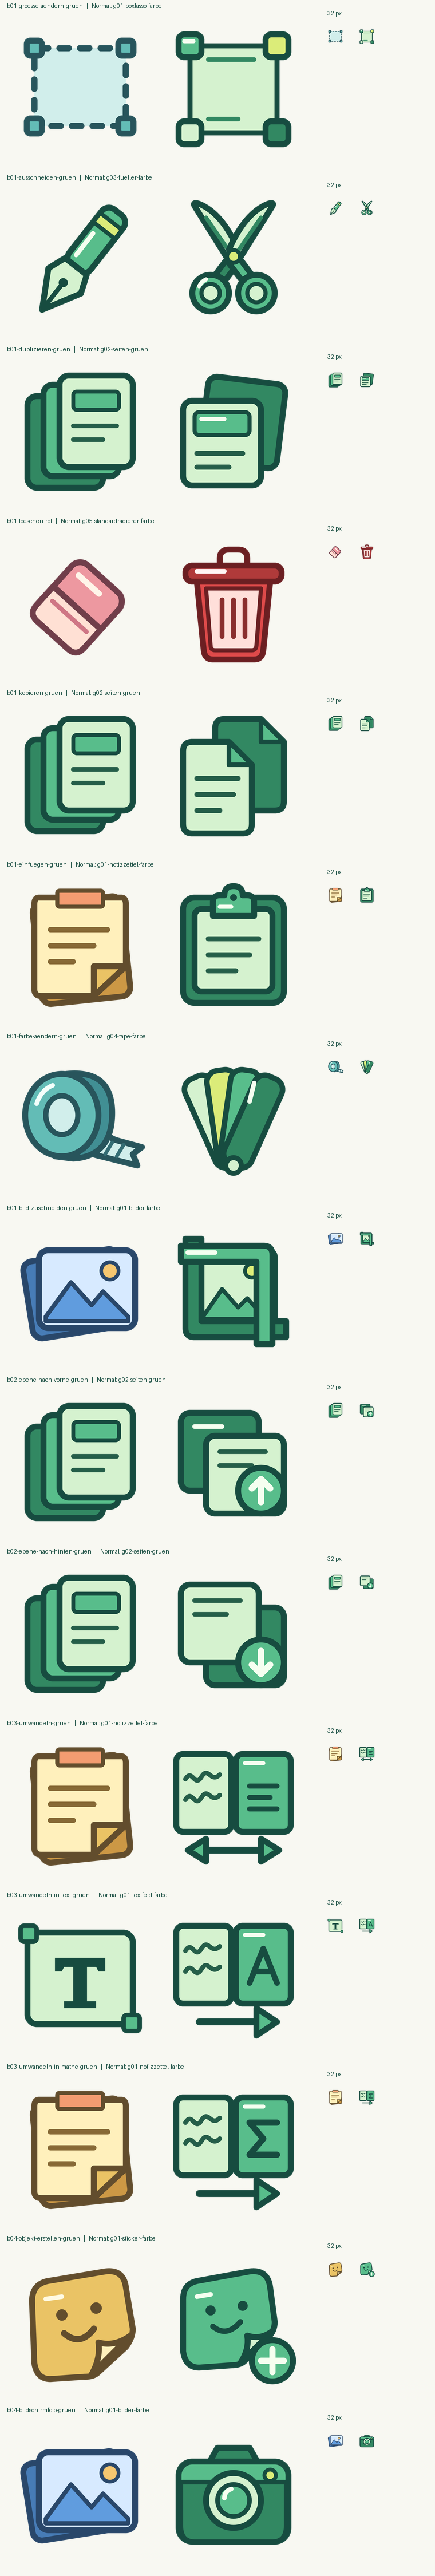 b01-groesse-aendern-gruen | Normal: g01-boxlasso-farbe
32 px
b01-ausschneiden-gruen | Normal: g03-fueller-farbe
32 px
b01-duplizieren-gruen | Normal: g02-seiten-gruen
32 px
b01-loeschen-rot | Normal: g05-standardradierer-farbe
32 px
b01-kopieren-gruen | Normal: g02-seiten-gruen
32 px
b01-einfuegen-gruen | Normal: g01-notizzettel-farbe
32 px
b01-farbe-aendern-gruen | Normal: g04-tape-farbe
32 px
b01-bild-zuschneiden-gruen | Normal: g01-bilder-farbe
32 px
b02-ebene-nach-vorne-gruen | Normal: g02-seiten-gruen
32 px
b02-ebene-nach-hinten-gruen | Normal: g02-seiten-gruen
32 px
b03-umwandeln-gruen | Normal: g01-notizzettel-farbe
32 px
b03-umwandeln-in-text-gruen | Normal: g01-textfeld-farbe
32 px
T
A
b03-umwandeln-in-mathe-gruen | Normal: g01-notizzettel-farbe
32 px
Σ
b04-objekt-erstellen-gruen | Normal: g01-sticker-farbe
32 px
b04-bildschirmfoto-gruen | Normal: g01-bilder-farbe
32 px